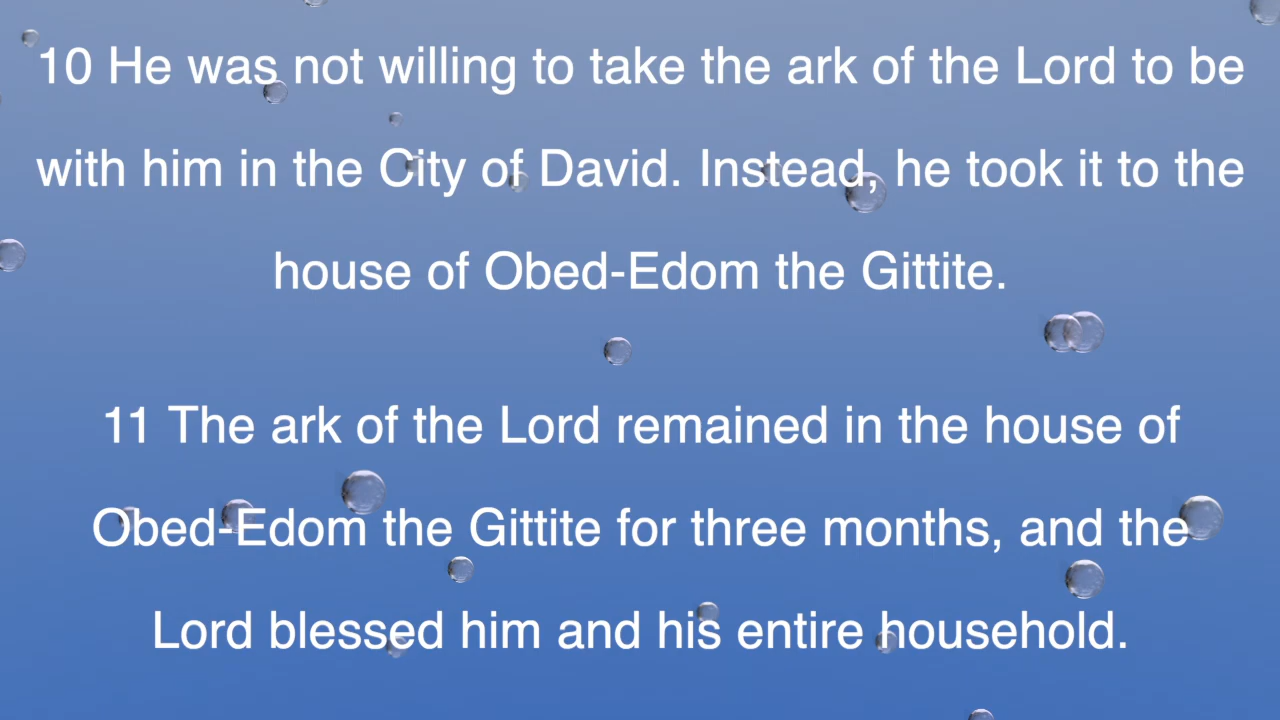 10 He was not willing to take the ark of the Lord to be
with him in the City of David. Instead, he took it to the
house of Obed-Edom the Gittite.
11 The ark of the Lord remained in the house of
Obed-Edom the Gittite for three months, and the
Lord blessed him and his entire household.